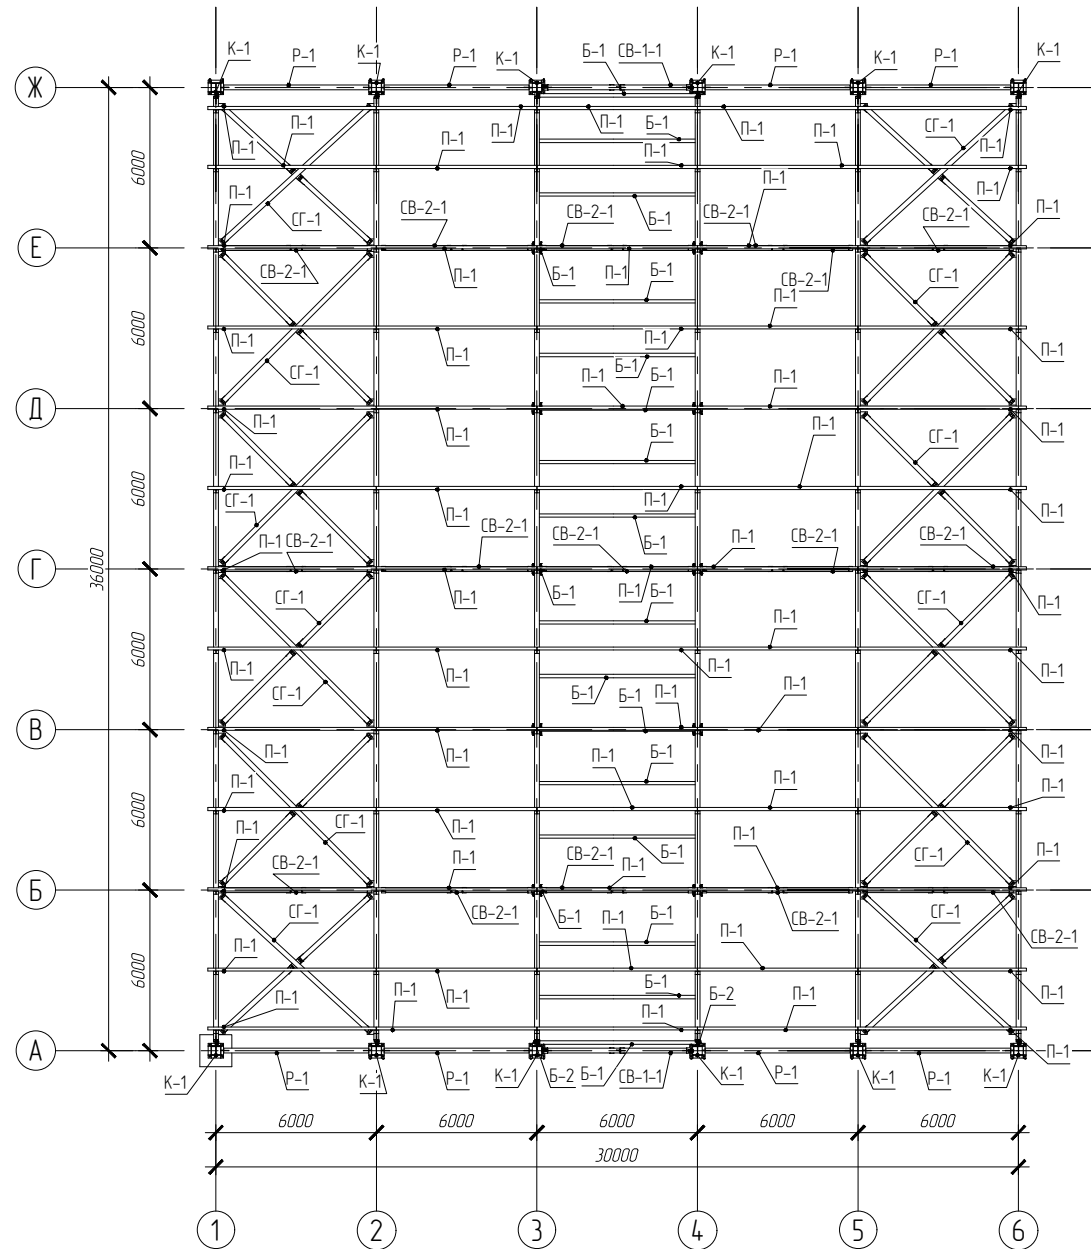 К-1 Р-1 К-1 Р-1 К-1 Б-1 СВ-1-1 К-1 Р-1 К-1 Р-1 К-1
Ж
П-1 П-1 П-1 П-1 П-1 Б-1 П-1 П-1 СГ-1 П-1
П-1 П-1 П-1
6000
П-1 СГ-1 СВ-2-1 СВ-2-1 Б-1 СВ-2-1 П-1 СВ-2-1 П-1
Е
СВ-2-1 П-1 Б-1 П-1 Б-1 СВ-2-1 П-1 СГ-1
6000
П-1 СГ-1 П-1 П-1 Б-1 П-1
П-1 Б-1 П-1
Д
П-1 П-1 Б-1 П-1 СГ-1 П-1
П-1 СГ-1 П-1 П-1 П-1
6000
СВ-2-1 Б-1
П-1 СВ-2-1 СВ-2-1 П-1 СВ-2-1 СВ-2-1
Г
36000
П-1 Б-1 П-1 Б-1 П-1
СГ-1 СГ-1
П-1
6000
П-1 СГ-1 П-1 П-1 П-1
Б-1 Б-1 П-1 П-1
В
П-1 П-1 П-1
П-1 П-1 Б-1 П-1 П-1
6000
П-1 СГ-1 П-1 Б-1 СГ-1
СВ-2-1 П-1 СВ-2-1 П-1 П-1 П-1
Б
СГ-1 СВ-2-1 Б-1 П-1 Б-1 СВ-2-1 СГ-1 СВ-2-1
П-1 П-1
6000
П-1 П-1 П-1 Б-1 П-1 Б-2 П-1
А
П-1
К-1 Р-1 К-1 Р-1 К-1 Б-2 Б-1 СВ-1-1 К-1 Р-1 К-1 Р-1 К-1
6000 6000 6000 6000 6000
30000
1 2 3 4 5 6